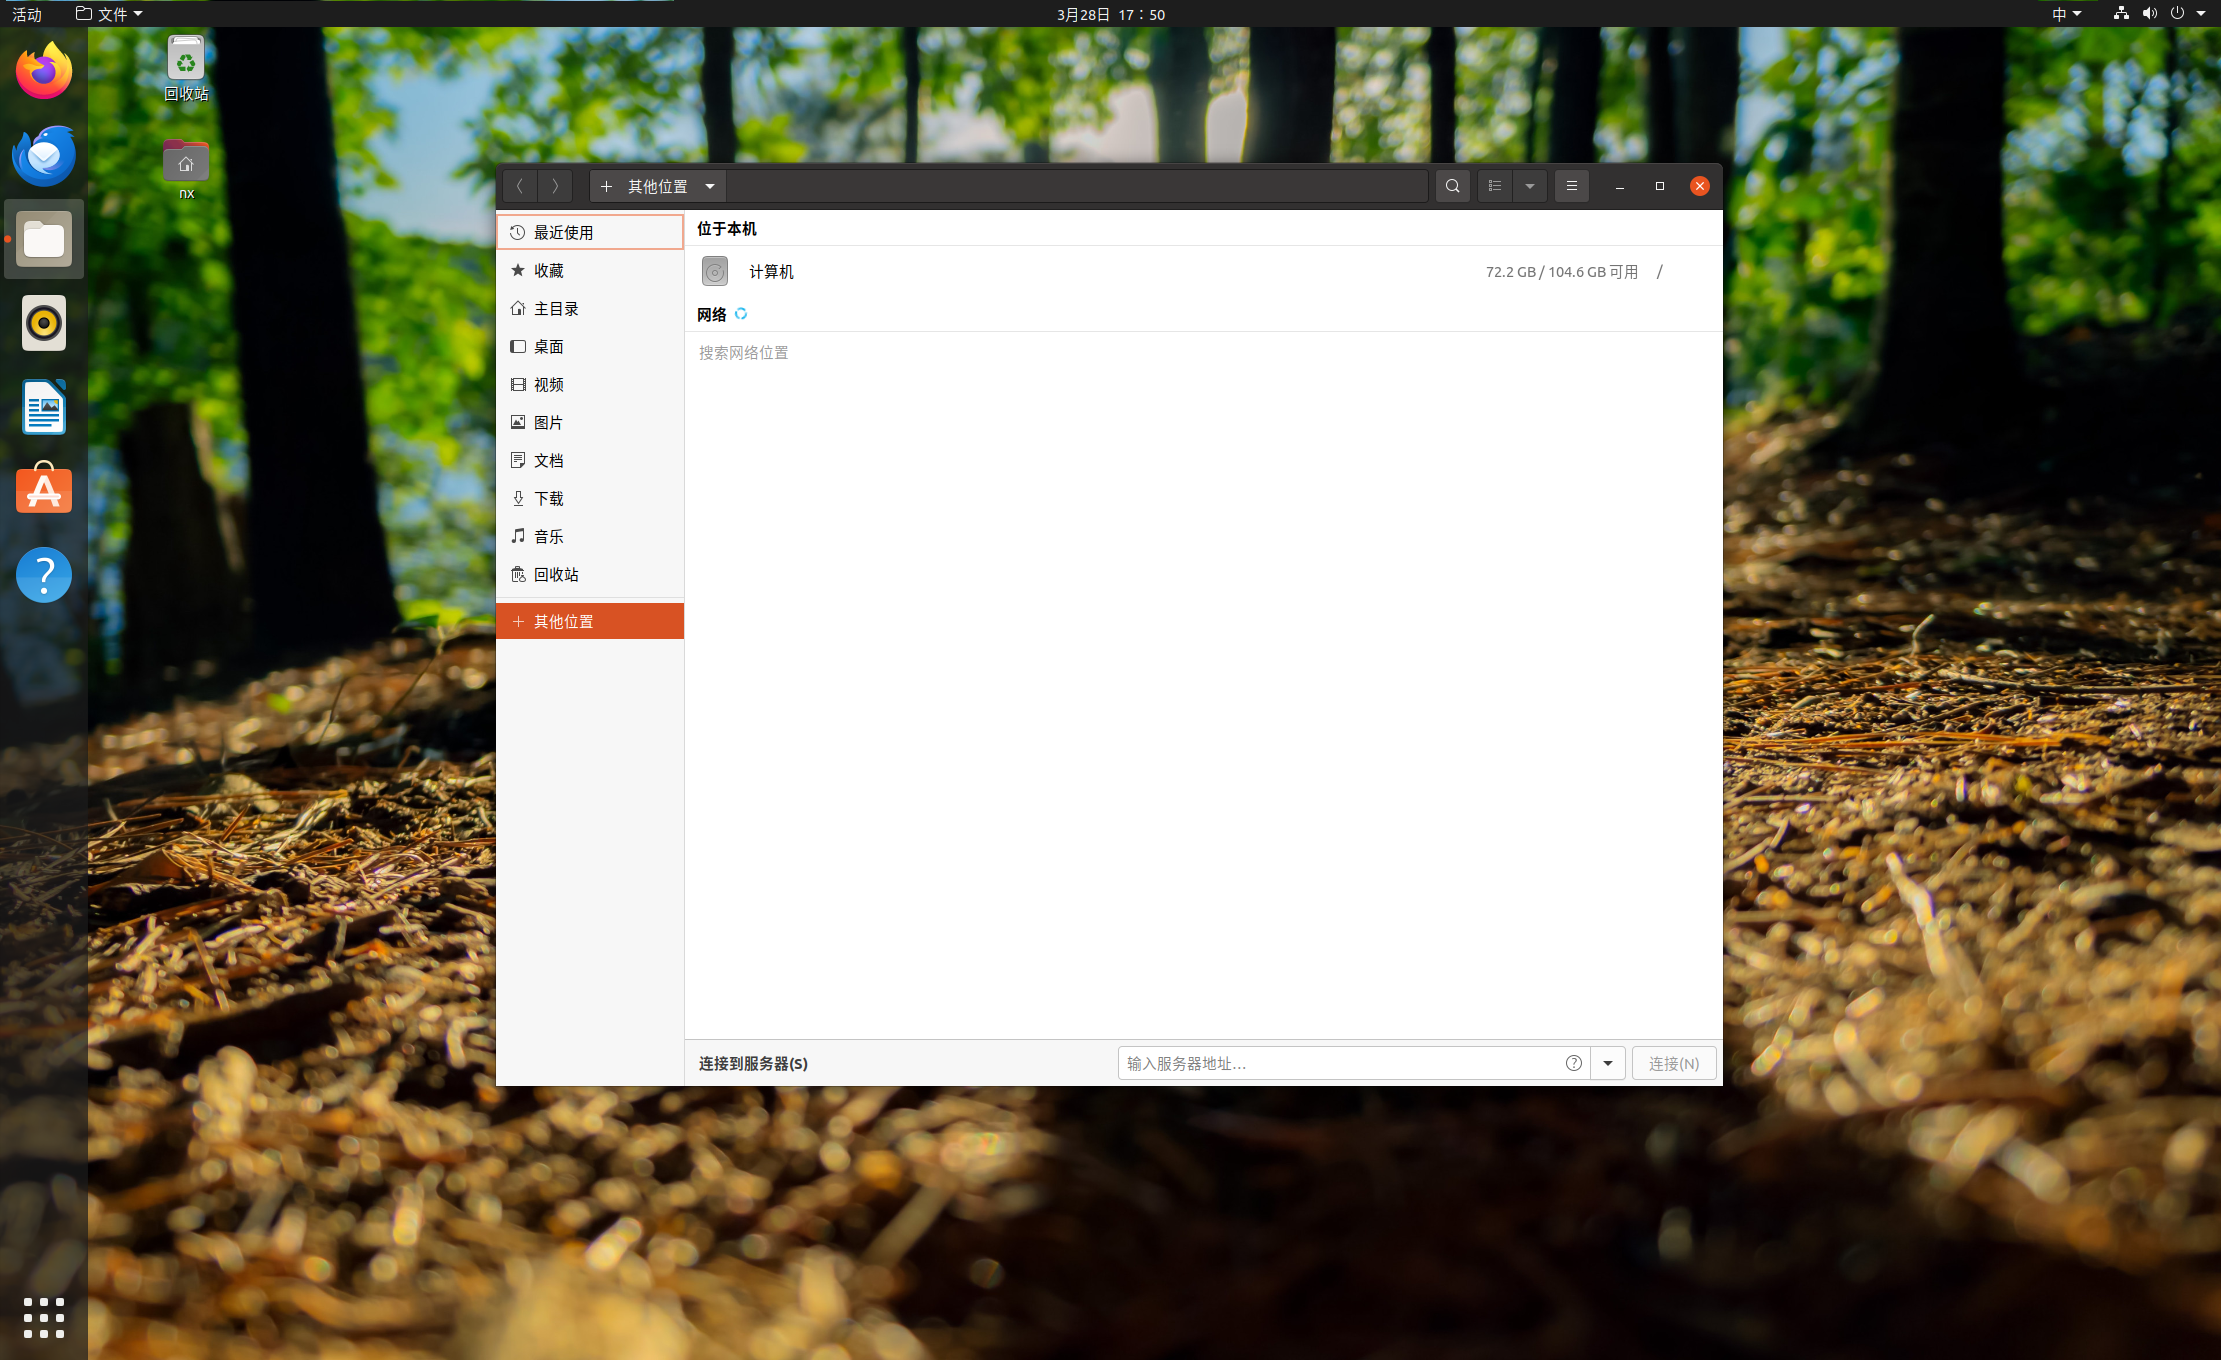 活动
文件
3月28日 17：50
中
回收站
nx
其他位置
最近使用
收藏
主目录
桌面
视频
图片
文档
下载
音乐
回收站
其他位置
位于本机
计算机
72.2 GB / 104.6 GB 可用 /
网络
搜索网络位置
连接到服务器(S)
输入服务器地址…
连接(N)